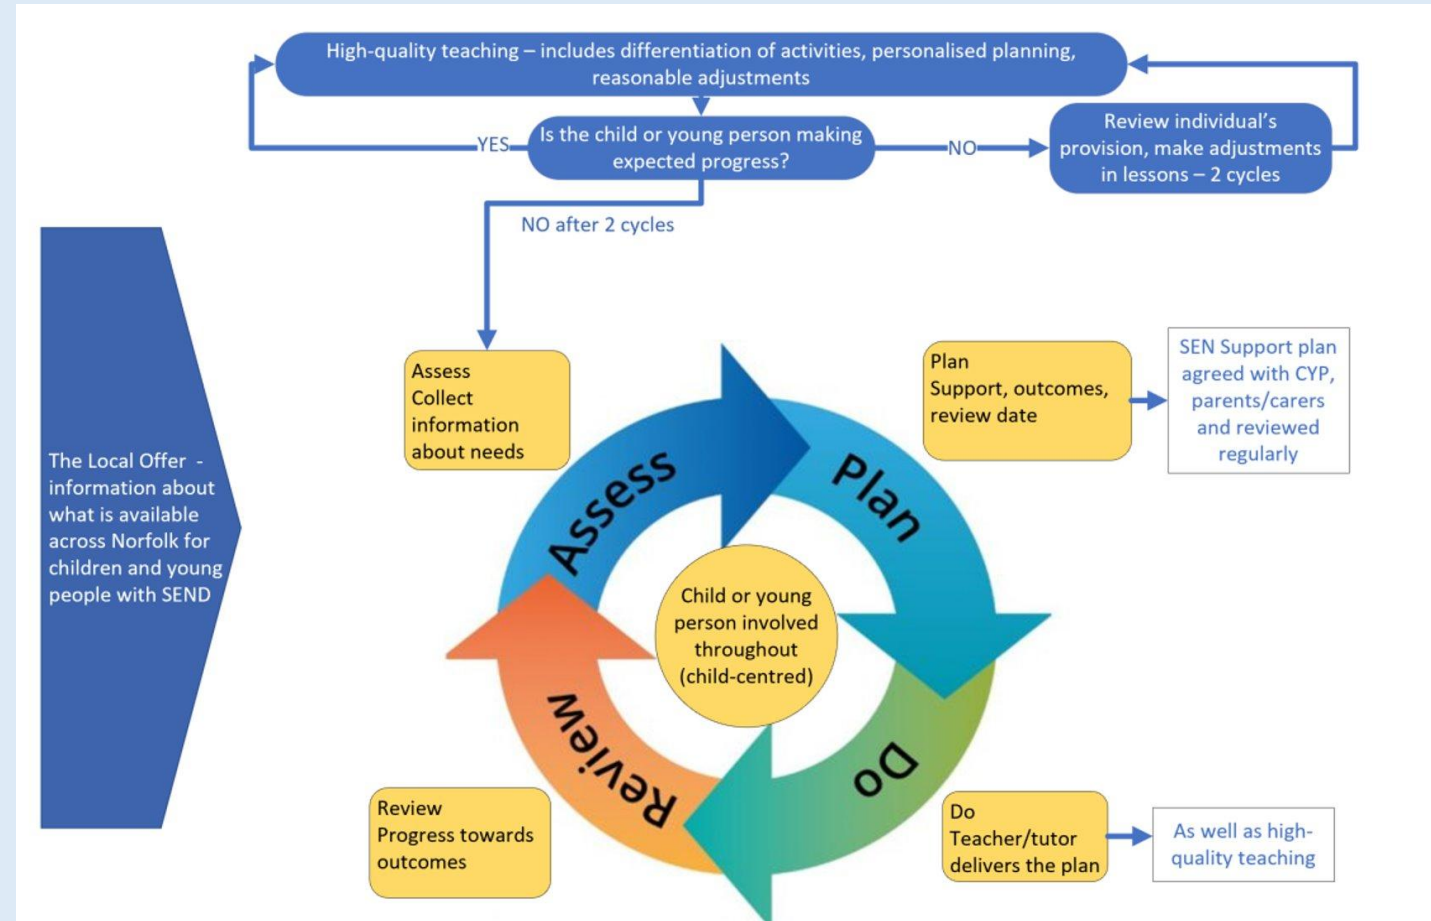 High-quality teaching – includes differentiation of activities, personalised planning,
reasonable adjustments
Is the child or young person making
expected progress?
YES
NO
Review individual's
provision, make adjustments
in lessons – 2 cycles
NO after 2 cycles
The Local Offer -
information about
what is available
across Norfolk for
children and young
people with SEND
Assess
Collect
information
about needs
Plan
Support, outcomes,
review date
SEN Support plan
agreed with CYP,
parents/carers
and reviewed
regularly
Assess
Plan
Do
Review
Child or young
person involved
throughout
(child-centred)
Review
Progress towards
outcomes
Do
Teacher/tutor
delivers the plan
As well as high-
quality teaching